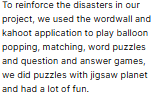 To reinforce the disasters in our
project, we used the wordwall and
kahoot application to play balloon
popping, matching, word puzzles
and question and answer games,
we did puzzles with jigsaw planet
and had a lot of fun.